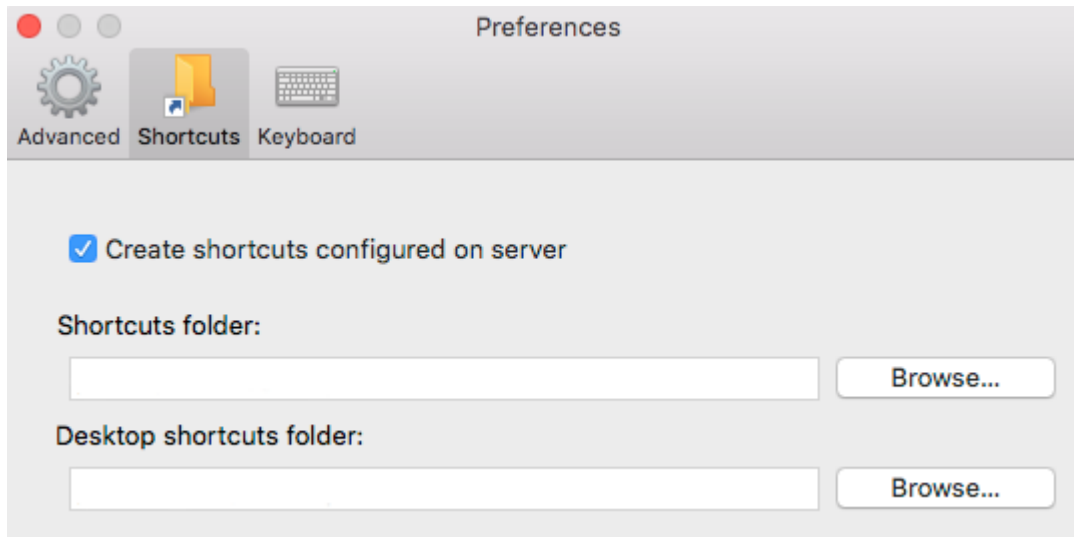 Preferences
Advanced Shortcuts Keyboard
Create shortcuts configured on server
Shortcuts folder:
Browse...
Desktop shortcuts folder:
Browse...